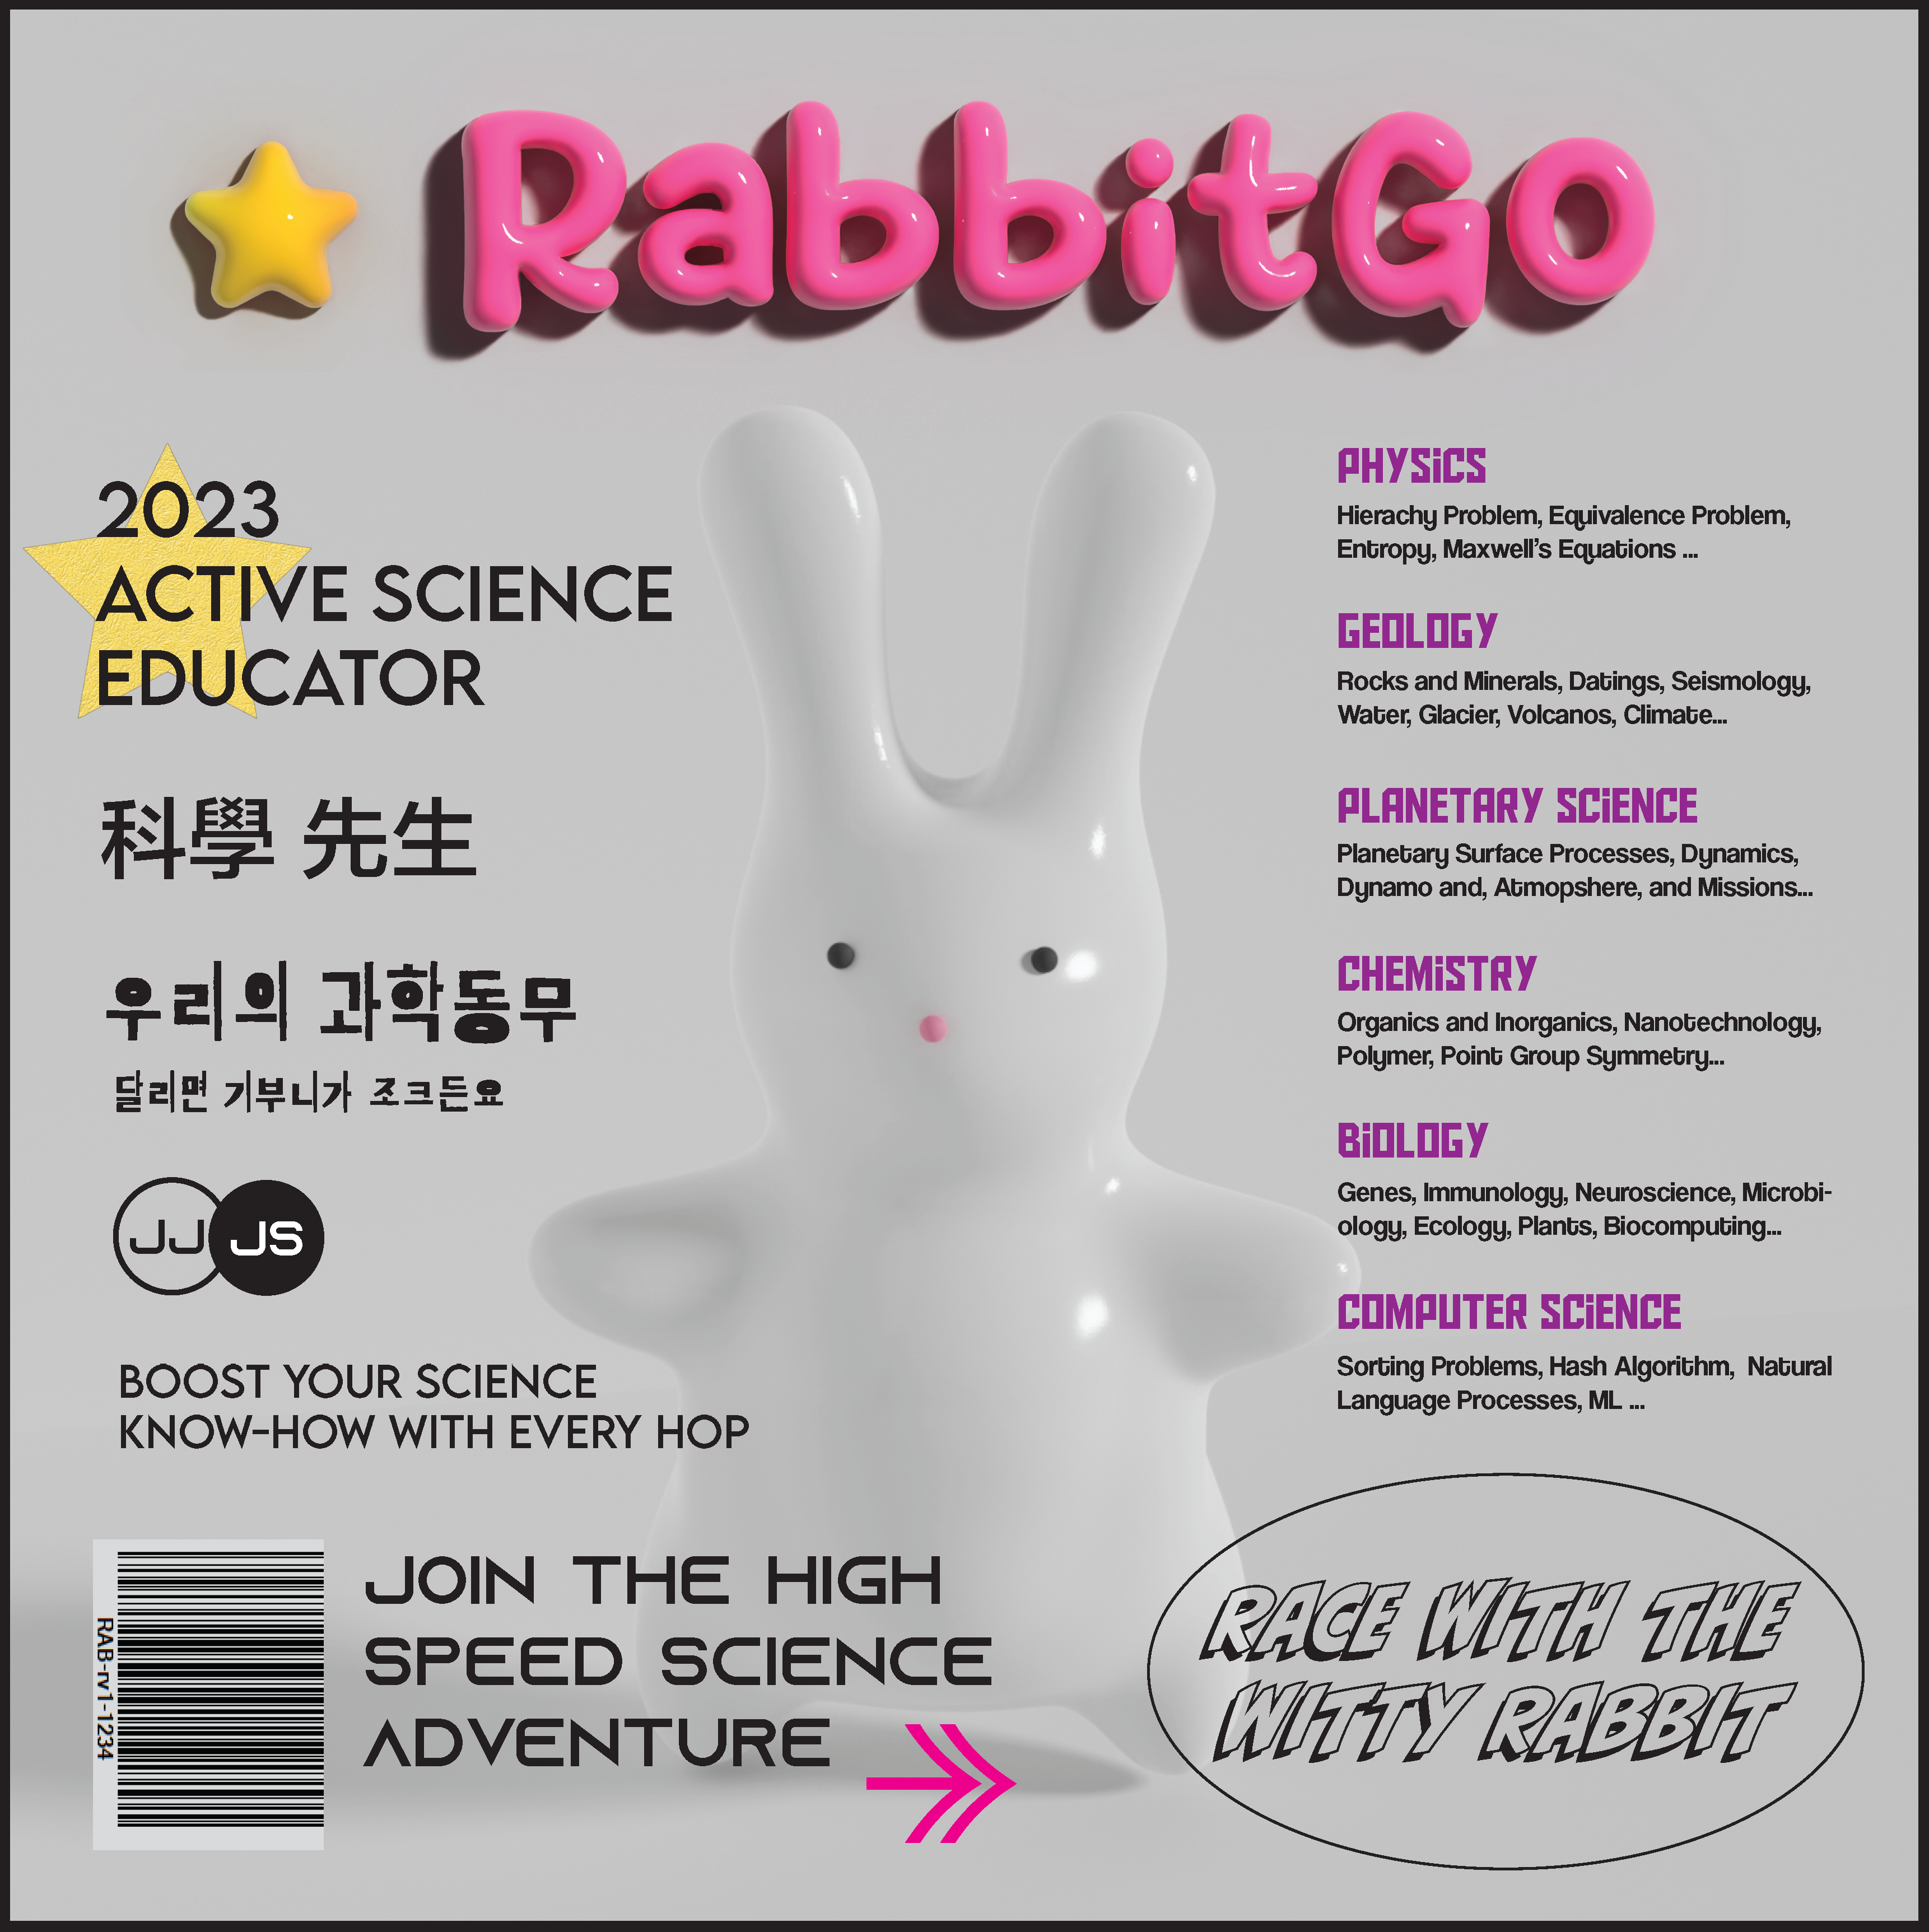 RabbitGo
2023
ACTIVE SCIENCE
EDUCATOR
科學 先生
우리의 과학동무
달리면 기부니가 조크든요
JJ JS
BOOST YOUR SCIENCE
KNOW-HOW WITH EVERY HOP
RAB-rv1-1234
JOIN THE HIGH
SPEED SCIENCE
ADVENTURE
PHYSiCS
Hierachy Problem, Equivalence Problem,
Entropy, Maxwell's Equations ...
GEOLOGY
Rocks and Minerals, Datings, Seismology,
Water, Glacier, Volcanos, Climate...
PLANETARY SCiENCE
Planetary Surface Processes, Dynamics,
Dynamo and, Atmopshere, and Missions...
CHEMiSTRY
Organics and Inorganics, Nanotechnology,
Polymer, Point Group Symmetry...
BiOLOGY
Genes, Immunology, Neuroscience, Microbi-
ology, Ecology, Plants, Biocomputing...
COMPUTER SCiENCE
Sorting Problems, Hash Algorithm,  Natural
Language Processes, ML ...
RACE WITH THE
WITTY RABBIT